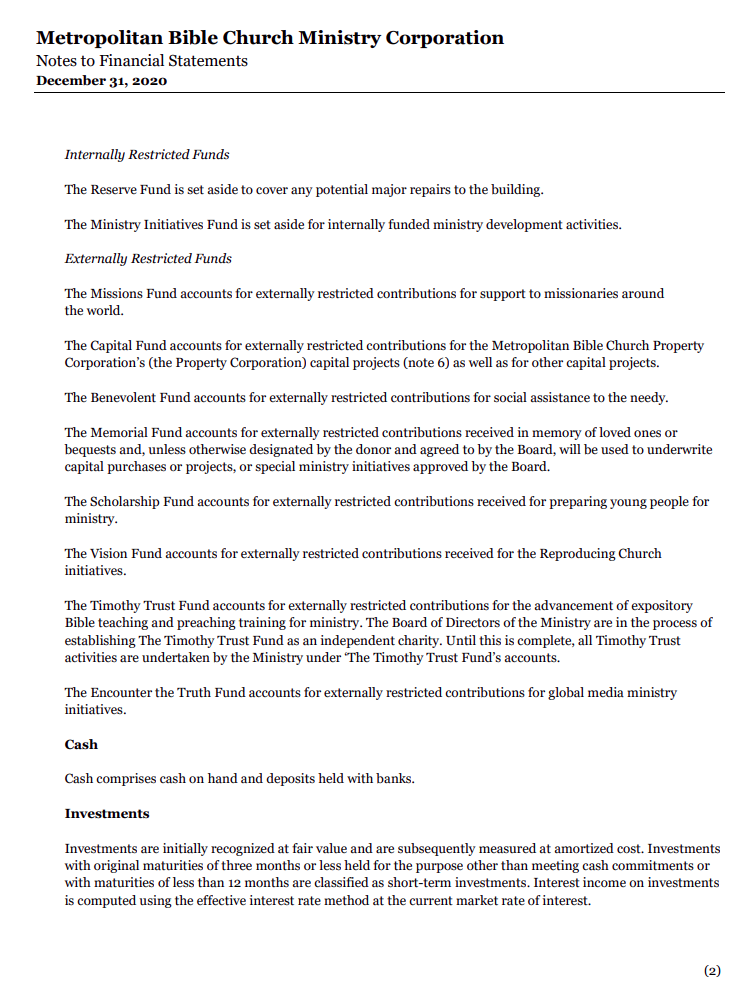 Metropolitan Bible Church Ministry Corporation
Notes to Financial Statements
December 31, 2020
Internally Restricted Funds
The Reserve Fund is set aside to cover any potential major repairs to the building.
The Ministry Initiatives Fund is set aside for internally funded ministry development activities.
Externally Restricted Funds
The Missions Fund accounts for externally restricted contributions for support to missionaries around
the world.
The Capital Fund accounts for externally restricted contributions for the Metropolitan Bible Church Property
Corporation's (the Property Corporation) capital projects (note 6) as well as for other capital projects.
The Benevolent Fund accounts for externally restricted contributions for social assistance to the needy.
The Memorial Fund accounts for externally restricted contributions received in memory of loved ones or
bequests and, unless otherwise designated by the donor and agreed to by the Board, will be used to underwrite
capital purchases or projects, or special ministry initiatives approved by the Board.
The Scholarship Fund accounts for externally restricted contributions received for preparing young people for
ministry.
The Vision Fund accounts for externally restricted contributions received for the Reproducing Church
initiatives.
The Timothy Trust Fund accounts for externally restricted contributions for the advancement of expository
Bible teaching and preaching training for ministry. The Board of Directors of the Ministry are in the process of
establishing The Timothy Trust Fund as an independent charity. Until this is complete, all Timothy Trust
activities are undertaken by the Ministry under 'The Timothy Trust Fund's accounts.
The Encounter the Truth Fund accounts for externally restricted contributions for global media ministry
initiatives.
Cash
Cash comprises cash on hand and deposits held with banks.
Investments
Investments are initially recognized at fair value and are subsequently measured at amortized cost. Investments
with original maturities of three months or less held for the purpose other than meeting cash commitments or
with maturities of less than 12 months are classified as short-term investments. Interest income on investments
is computed using the effective interest rate method at the current market rate of interest.
(2)